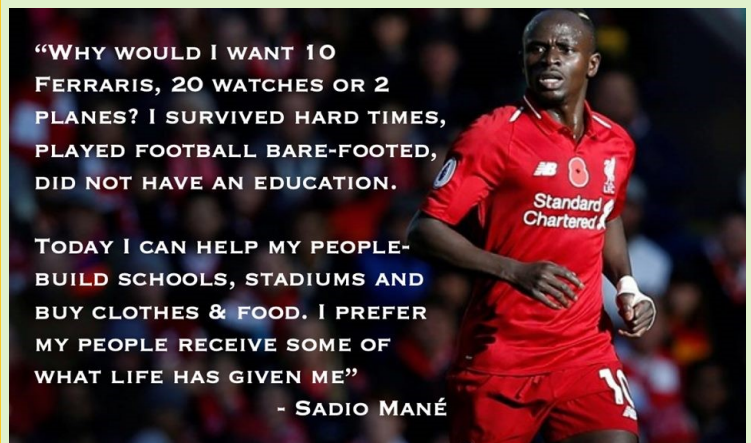 “WHY WOULD I WANT 10
FERRARIS, 20 WATCHES OR 2
PLANES? I SURVIVED HARD TIMES,
PLAYED FOOTBALL BARE-FOOTED,
DID NOT HAVE AN EDUCATION.
TODAY I CAN HELP MY PEOPLE-
BUILD SCHOOLS, STADIUMS AND
BUY CLOTHES & FOOD. I PREFER
MY PEOPLE RECEIVE SOME OF
WHAT LIFE HAS GIVEN ME”
- SADIO MANÉ
NB
Standard
Chartered
10